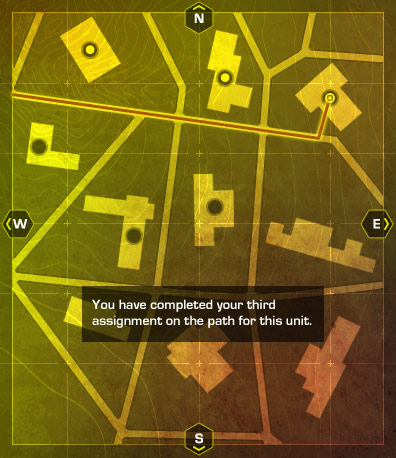 N
W
E
You have completed your third
assignment on the path for this unit.
S